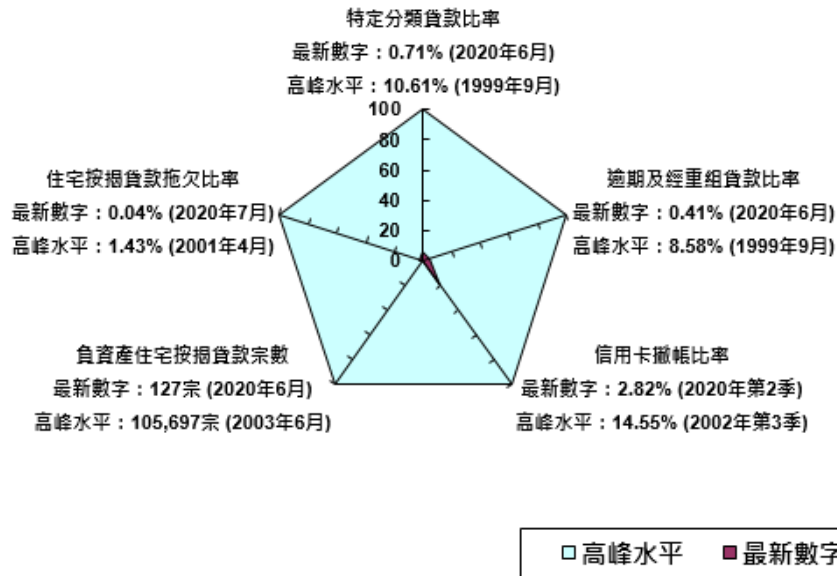 特定分類貸款比率
最新數字：0.71% (2020年6月)
高峰水平：10.61% (1999年9月)
100
80
60
40
20
0
住宅按揭貸款拖欠比率
最新數字：0.04% (2020年7月)
高峰水平：1.43% (2001年4月)
逾期及經重組貸款比率
最新數字：0.41% (2020年6月)
高峰水平：8.58% (1999年9月)
負資產住宅按揭貸款宗數
最新數字：127宗 (2020年6月)
高峰水平：105,697宗 (2003年6月)
信用卡撇帳比率
最新數字：2.82% (2020年第2季)
高峰水平：14.55% (2002年第3季)
高峰水平 最新數字